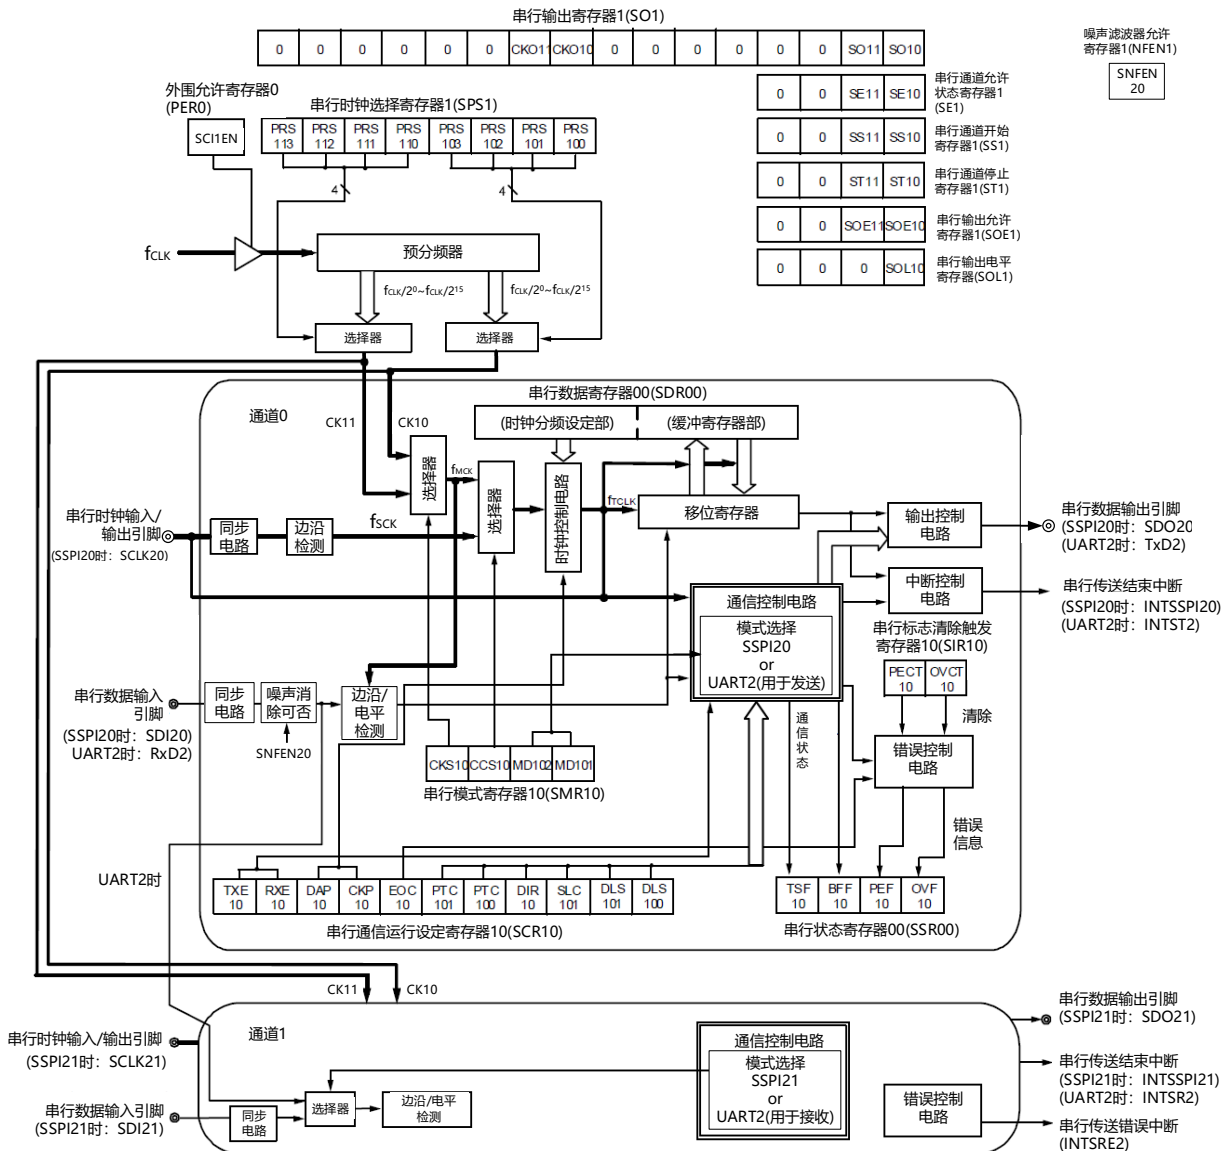 串行输出寄存器1(SO1)
0 0 0 0 0 0 CKO11 CKO10 0 0 0 0 0 0 SO11 SO10
噪声滤波器允许
寄存器1(NFEN1)
SNFEN
20
0 0 SE11 SE10
串行通道允许
状态寄存器1
(SE1)
0 0 SS11 SS10
串行通道开始
寄存器1(SS1)
0 0 ST11 ST10
串行通道停止
寄存器1(ST1)
0 0 SOE11 SOE10
串行输出允许
寄存器1(SOE1)
0 0 0 SOL10
串行输出电平
寄存器(SOL1)
外围允许寄存器0
(PER0)
SCI1EN
串行时钟选择寄存器1(SPS1)
PRS PRS PRS PRS PRS PRS PRS PRS
113 112 111 110 103 102 101 100
4
4
fCLK
预分频器
fCLK/2⁰~fCLK/2¹⁵
fCLK/2⁰~fCLK/2¹⁵
选择器
选择器
通道0
CK11
CK10
串行数据寄存器00(SDR00)
(时钟分频设定部)
(缓冲寄存器部)
选择器
fMCK
选择器
时钟控制电路
fTCLK
移位寄存器
输出控制
电路
串行数据输出引脚
(SSPI20时：SDO20
(UART2时：TxD2)
串行时钟输入/
输出引脚
(SSPI20时：SCLK20)
同步
电路
边沿
检测
fSCK
中断控制
电路
串行传送结束中断
(SSPI20时：INTSSPI20)
(UART2时：INTST2)
通信控制电路
模式选择
SSPI20
or
UART2(用于发送)
串行标志清除触发
寄存器10(SIR10)
PECT OVCT
10 10
清除
错误控制
电路
错误
信息
通信状态
串行数据输入
引脚
(SSPI20时：SDI20)
UART2时：RxD2)
同步
电路
噪声消
除可否
SNFEN20
边沿/
电平
检测
CKS10 CCS10 MD102 MD101
串行模式寄存器10(SMR10)
UART2时
TXE RXE DAP CKP EOC PTC PTC DIR SLC DLS DLS
10 10 10 10 10 101 100 10 101 101 100
串行通信运行设定寄存器10(SCR10)
TSF BFF PEF OVF
10 10 10 10
串行状态寄存器00(SSR00)
CK11
CK10
通道1
串行时钟输入/输出引脚
(SSPI21时：SCLK21)
串行数据输入引脚
(SSPI21时：SDI21)
同步
电路
选择器
边沿/电平
检测
通信控制电路
模式选择
SSPI21
or
UART2(用于接收)
错误控制
电路
串行数据输出引脚
(SSPI21时：SDO21)
串行传送结束中断
(SSPI21时：INTSSPI21)
(UART2时：INTSR2)
串行传送错误中断
(INTSRE2)